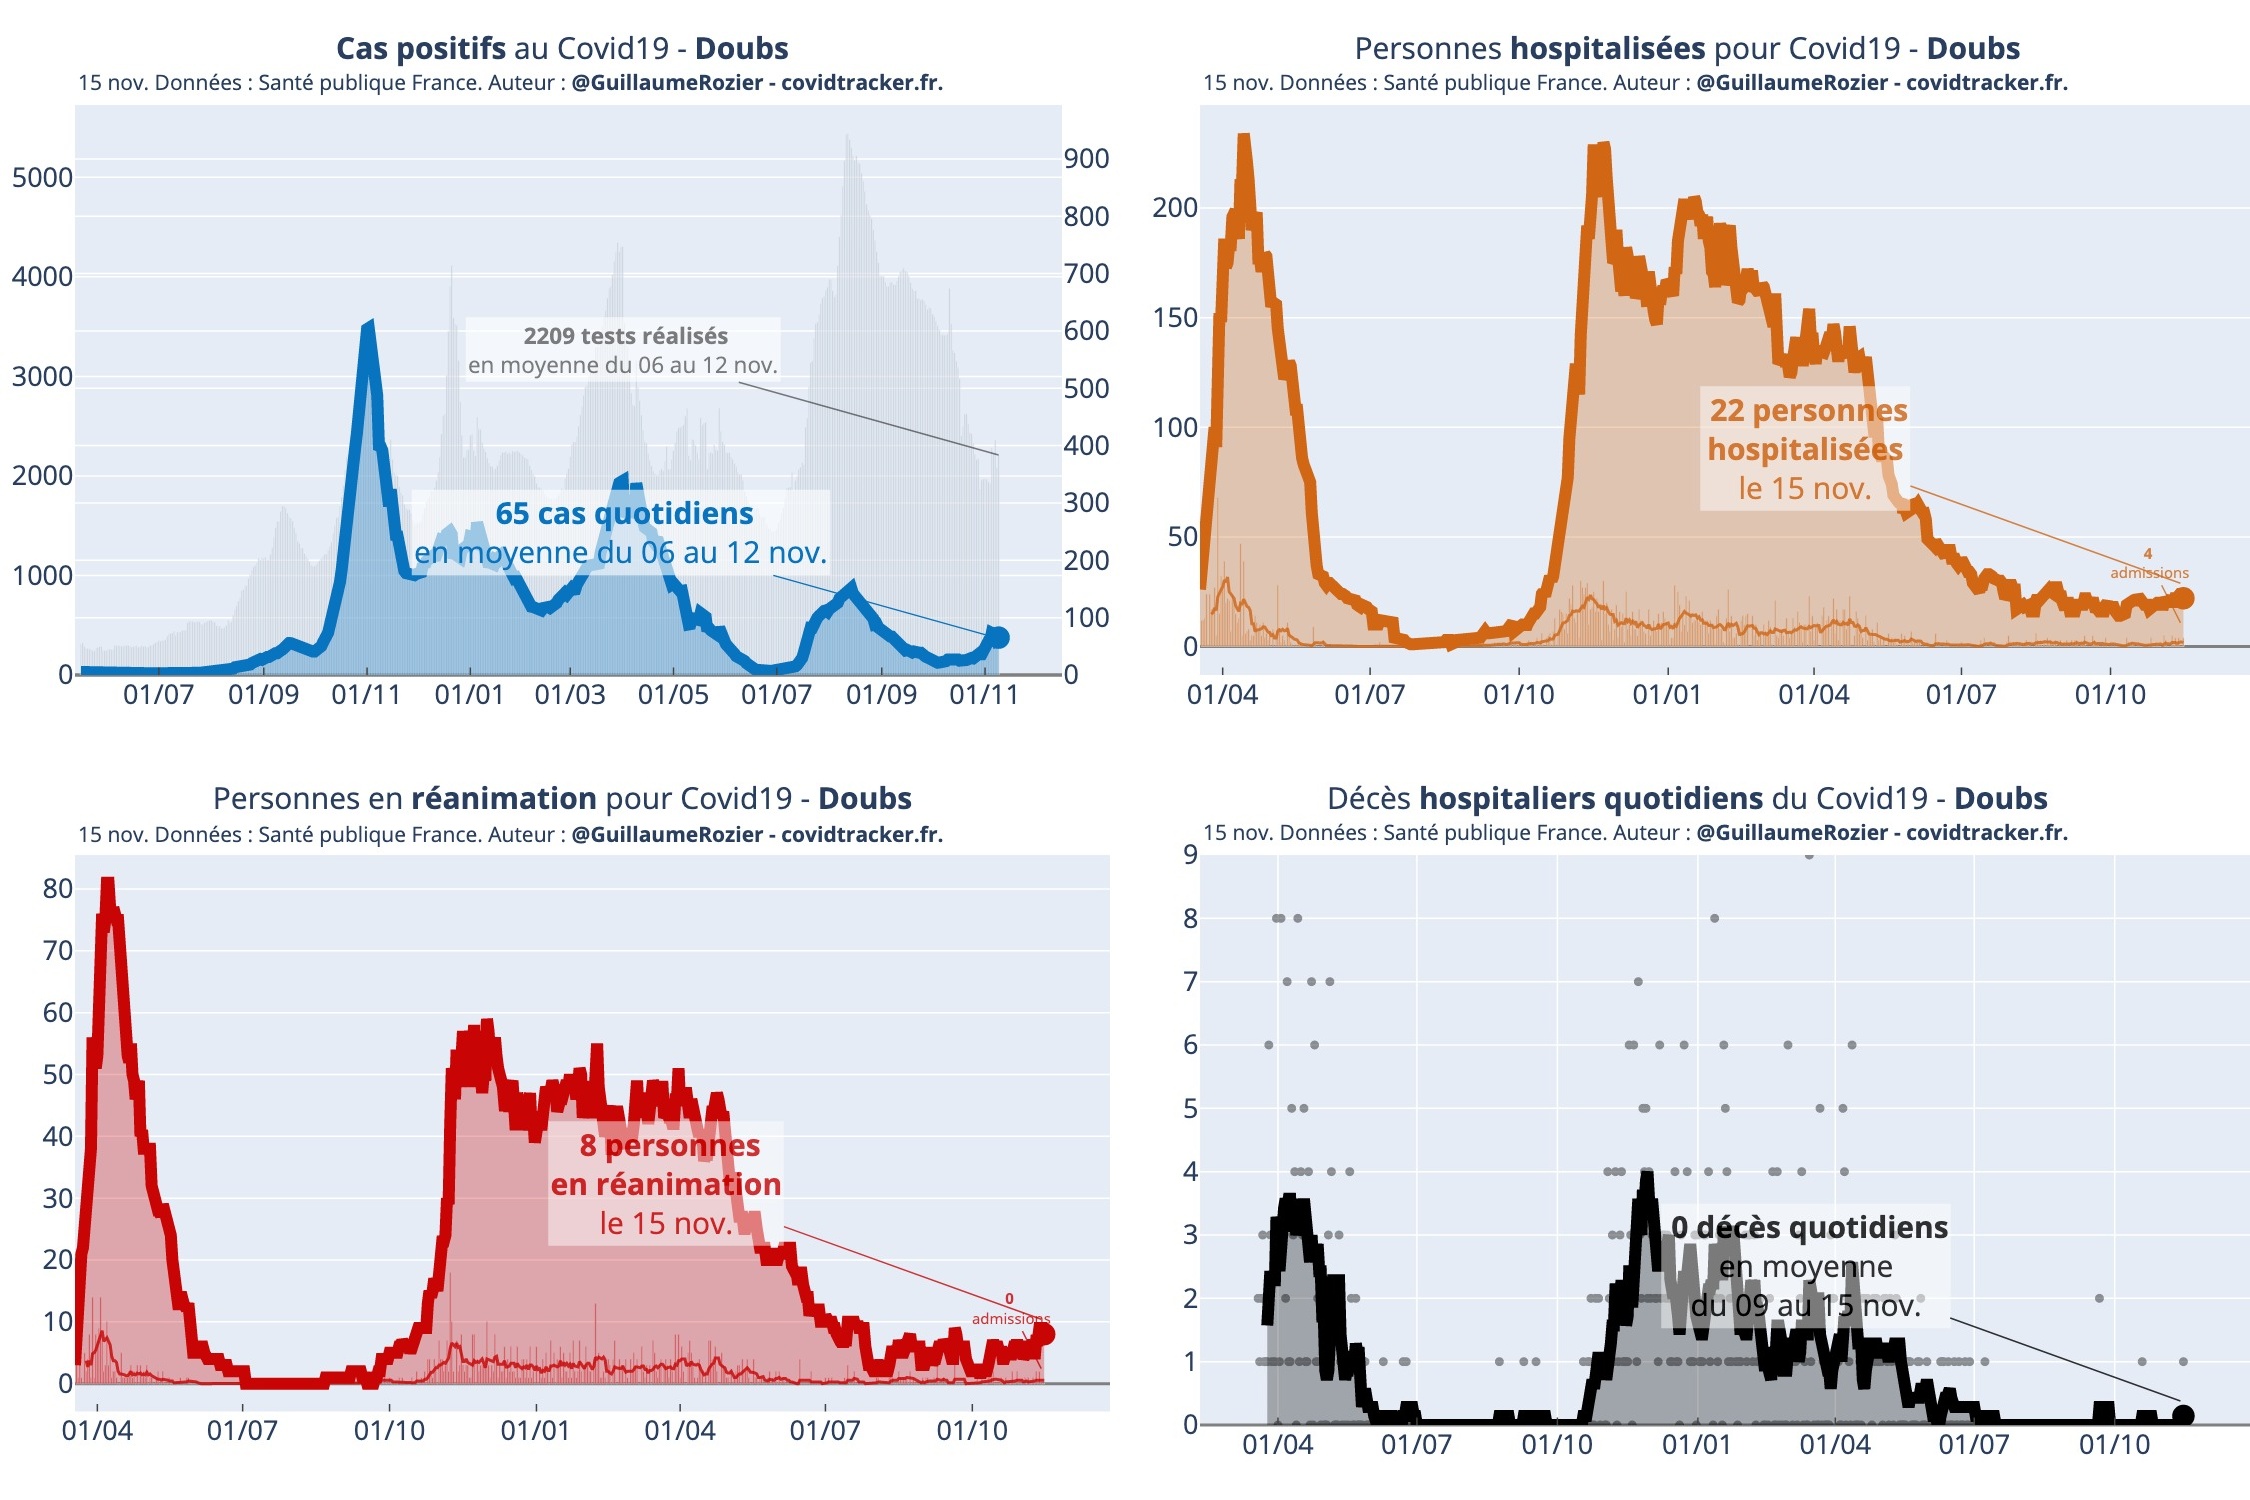 Cas positifs au Covid19 - Doubs
15 nov. Données : Santé publique France. Auteur : @GuillaumeRozier - covidtracker.fr.
5000
4000
3000
2000
1000
0
900
800
700
600
500
400
300
200
100
0
2209 tests réalisés
en moyenne du 06 au 12 nov.
65 cas quotidiens
en moyenne du 06 au 12 nov.
01/07 01/09 01/11 01/01 01/03 01/05 01/07 01/09 01/11
Personnes hospitalisées pour Covid19 - Doubs
15 nov. Données : Santé publique France. Auteur : @GuillaumeRozier - covidtracker.fr.
200
150
100
50
0
22 personnes
hospitalisées
le 15 nov.
4
admissions
01/04 01/07 01/10 01/01 01/04 01/07 01/10
Personnes en réanimation pour Covid19 - Doubs
15 nov. Données : Santé publique France. Auteur : @GuillaumeRozier - covidtracker.fr.
80
70
60
50
40
30
20
10
0
8 personnes
en réanimation
le 15 nov.
0
admissions
01/04 01/07 01/10 01/01 01/04 01/07 01/10
Décès hospitaliers quotidiens du Covid19 - Doubs
15 nov. Données : Santé publique France. Auteur : @GuillaumeRozier - covidtracker.fr.
9
8
7
6
5
4
3
2
1
0
0 décès quotidiens
en moyenne
du 09 au 15 nov.
01/04 01/07 01/10 01/01 01/04 01/07 01/10